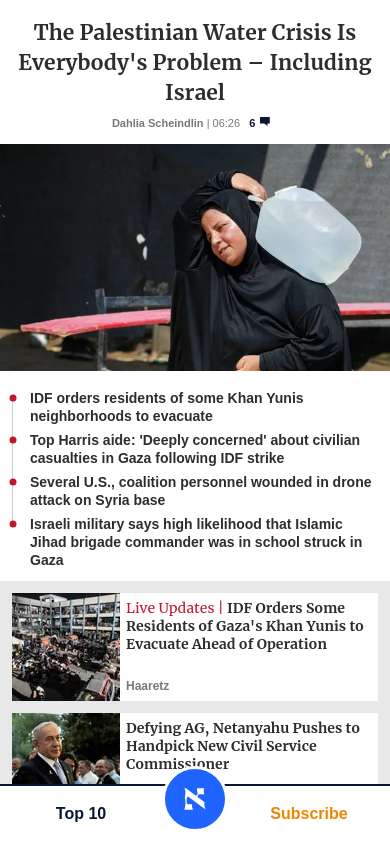 The Palestinian Water Crisis Is
Everybody's Problem – Including
Israel
Dahlia Scheindlin | 06:26 6
IDF orders residents of some Khan Yunis
neighborhoods to evacuate
Top Harris aide: 'Deeply concerned' about civilian
casualties in Gaza following IDF strike
Several U.S., coalition personnel wounded in drone
attack on Syria base
Israeli military says high likelihood that Islamic
Jihad brigade commander was in school struck in
Gaza
Live Updates | IDF Orders Some
Residents of Gaza's Khan Yunis to
Evacuate Ahead of Operation
Haaretz
Defying AG, Netanyahu Pushes to
Handpick New Civil Service
Commissioner
Top 10
Subscribe